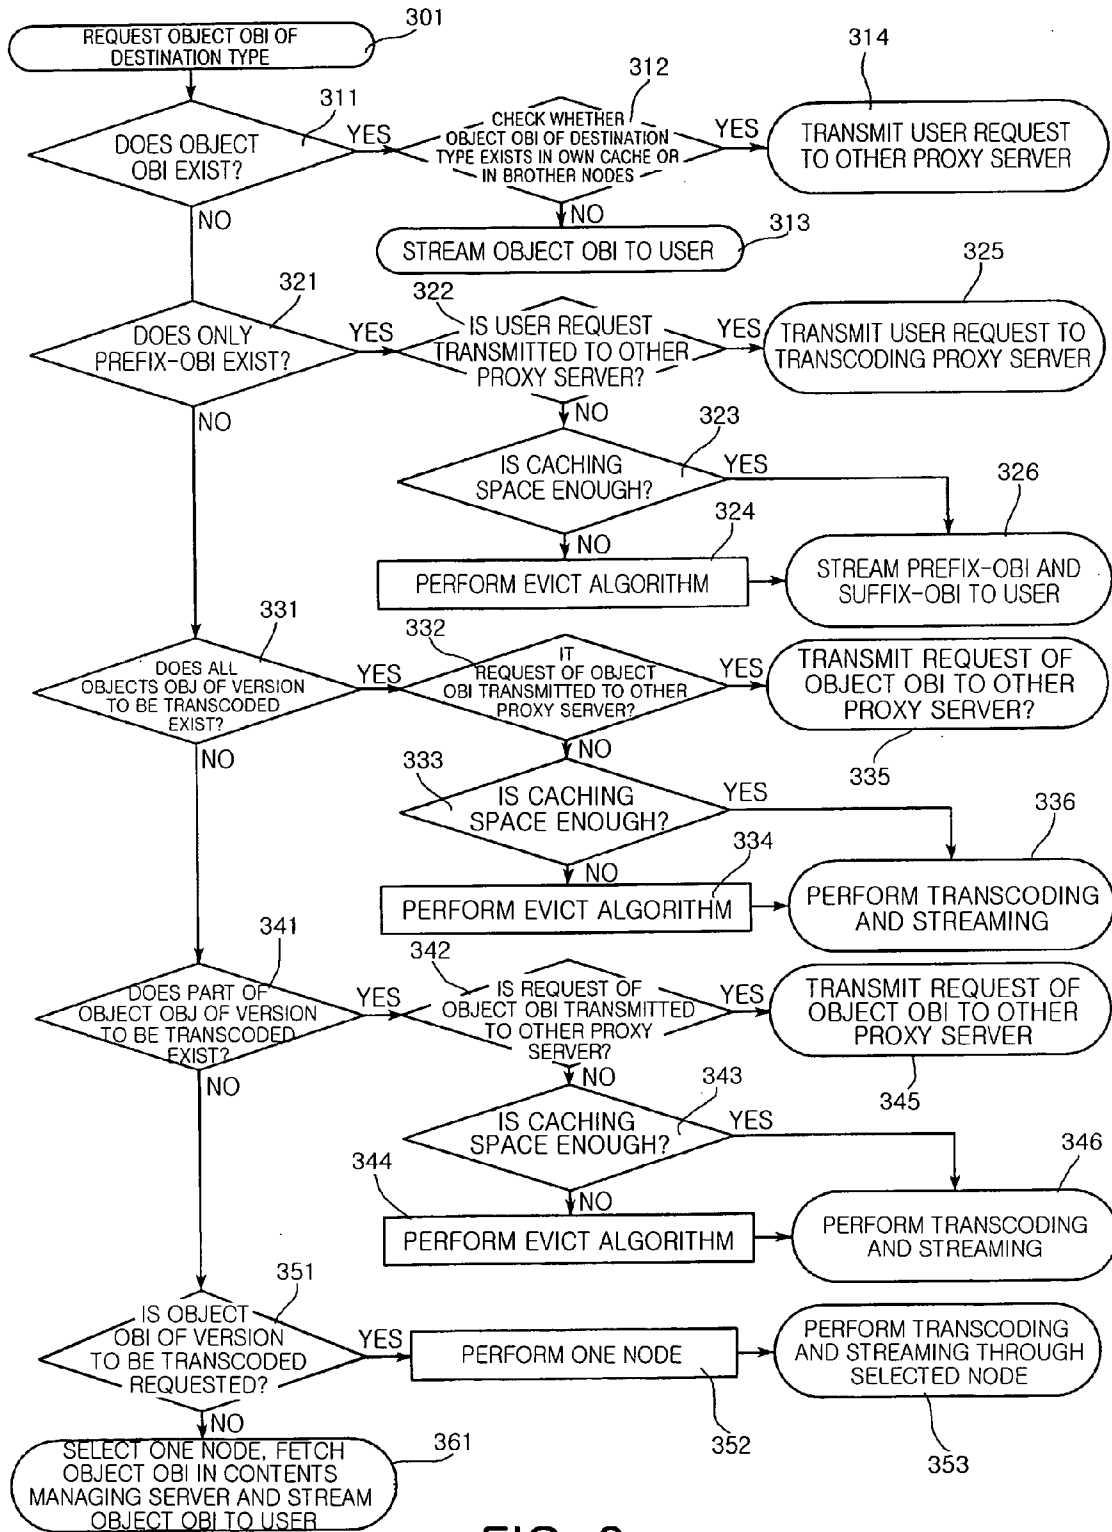 REQUEST OBJECT OBI OF
DESTINATION TYPE
301
DOES OBJECT
OBI EXIST?
311
YES
NO
CHECK WHETHER
OBJECT OBI OF DESTINATION
TYPE EXISTS IN OWN CACHE OR
IN BROTHER NODES
312
YES
NO
TRANSMIT USER REQUEST
TO OTHER PROXY SERVER
314
STREAM OBJECT OBI TO USER
313
DOES ONLY
PREFIX-OBI EXIST?
321
YES
NO
IS USER REQUEST
TRANSMITTED TO OTHER
PROXY SERVER?
322
YES
NO
TRANSMIT USER REQUEST TO
TRANSCODING PROXY SERVER
325
IS CACHING
SPACE ENOUGH?
323
YES
NO
PERFORM EVICT ALGORITHM
324
STREAM PREFIX-OBI AND
SUFFIX-OBI TO USER
326
DOES ALL
OBJECTS OBJ OF VERSION
TO BE TRANSCODED
EXIST?
331
YES
NO
IT
REQUEST OF OBJECT
OBI TRANSMITTED TO OTHER
PROXY SERVER?
332
YES
NO
TRANSMIT REQUEST OF
OBJECT OBI TO OTHER
PROXY SERVER?
335
IS CACHING
SPACE ENOUGH?
333
YES
NO
PERFORM EVICT ALGORITHM
334
PERFORM TRANSCODING
AND STREAMING
336
DOES PART OF
OBJECT OBJ OF VERSION
TO BE TRANSCODED
EXIST?
341
YES
NO
IS REQUEST OF
OBJECT OBI TRANSMITTED
TO OTHER PROXY
SERVER?
342
YES
NO
TRANSMIT REQUEST OF
OBJECT OBI TO OTHER
PROXY SERVER
345
IS CACHING
SPACE ENOUGH?
343
YES
NO
PERFORM EVICT ALGORITHM
344
PERFORM TRANSCODING
AND STREAMING
346
IS OBJECT
OBI OF VERSION
TO BE TRANSCODED
REQUESTED?
351
YES
NO
PERFORM ONE NODE
352
PERFORM TRANSCODING
AND STREAMING THROUGH
SELECTED NODE
353
SELECT ONE NODE, FETCH
OBJECT OBI IN CONTENTS
MANAGING SERVER AND STREAM
OBJECT OBI TO USER
361